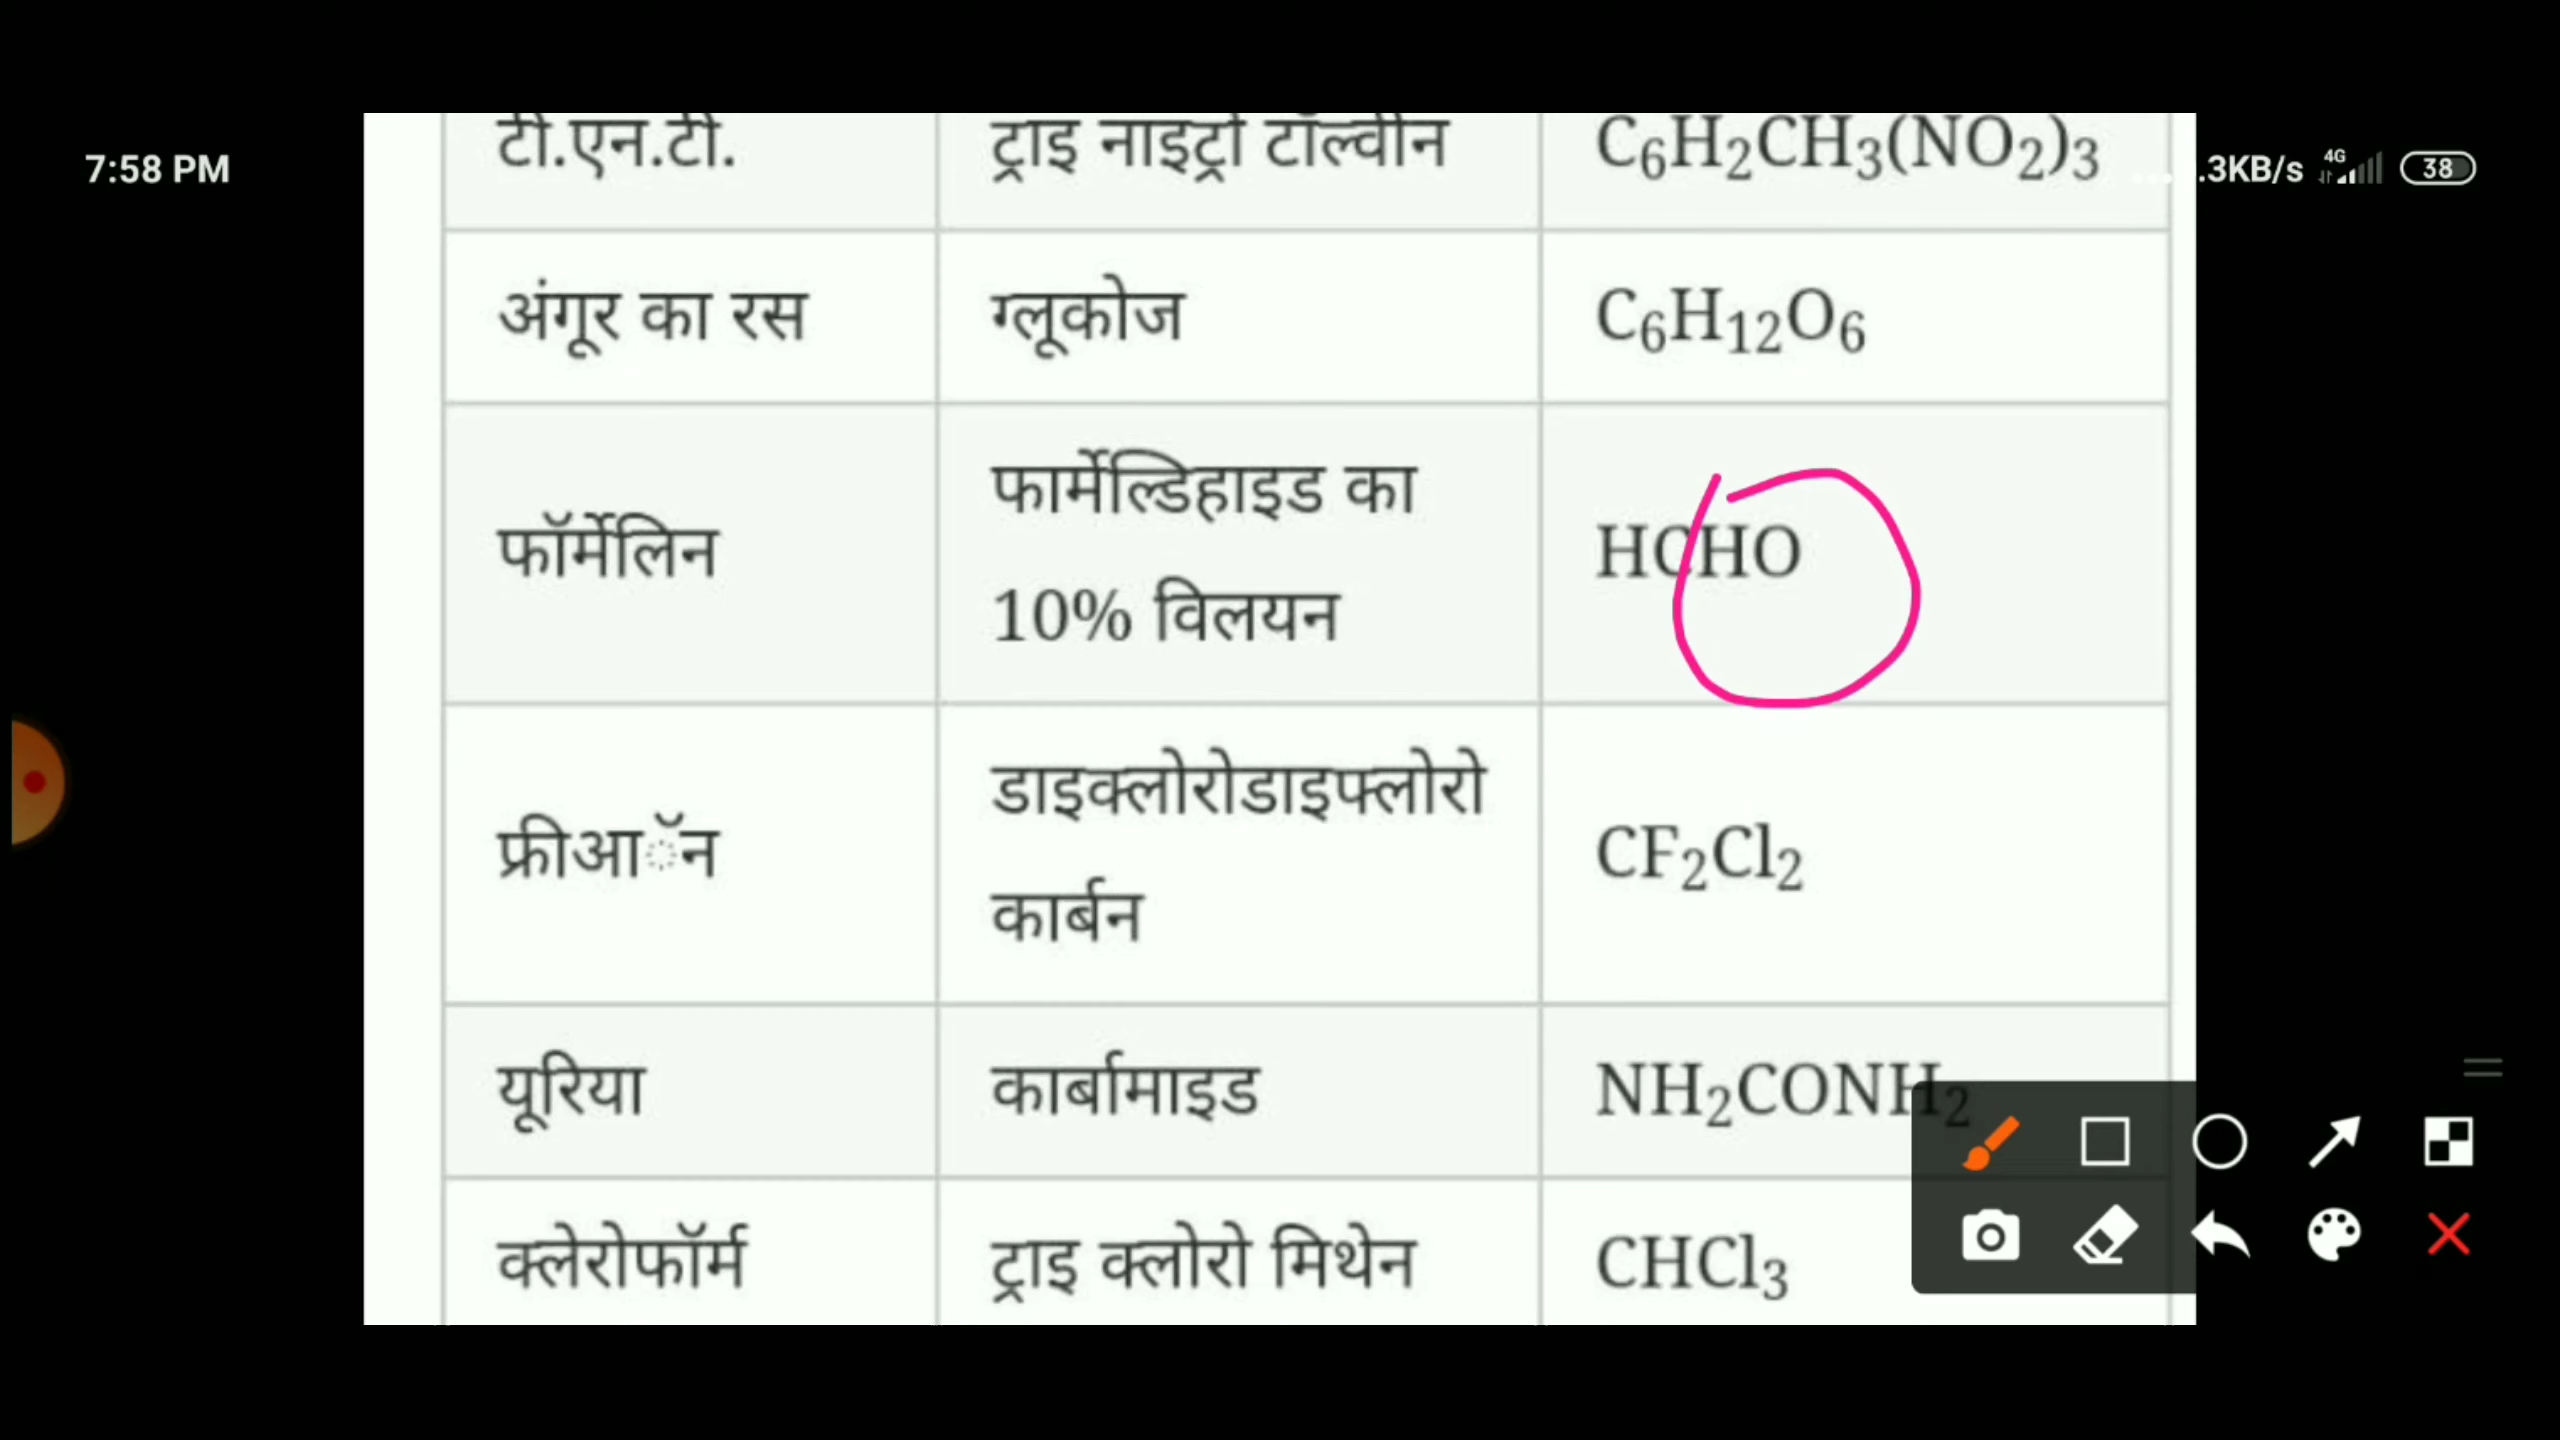 7:58 PM
.3KB/s 4G 38
टी.एन.टी. ट्राइ नाइट्रो टॉल्वीन C₆H₂CH₃(NO₂)₃
अंगूर का रस ग्लूकोज C₆H₁₂O₆
फॉर्मेलिन फार्मेल्डिहाइड का 10% विलयन HCHO
फ्रीआॅन डाइक्लोरोडाइफ्लोरो कार्बन CF₂Cl₂
यूरिया कार्बामाइड NH₂CONH₂
क्लेरोफॉर्म ट्राइ क्लोरो मिथेन CHCl₃